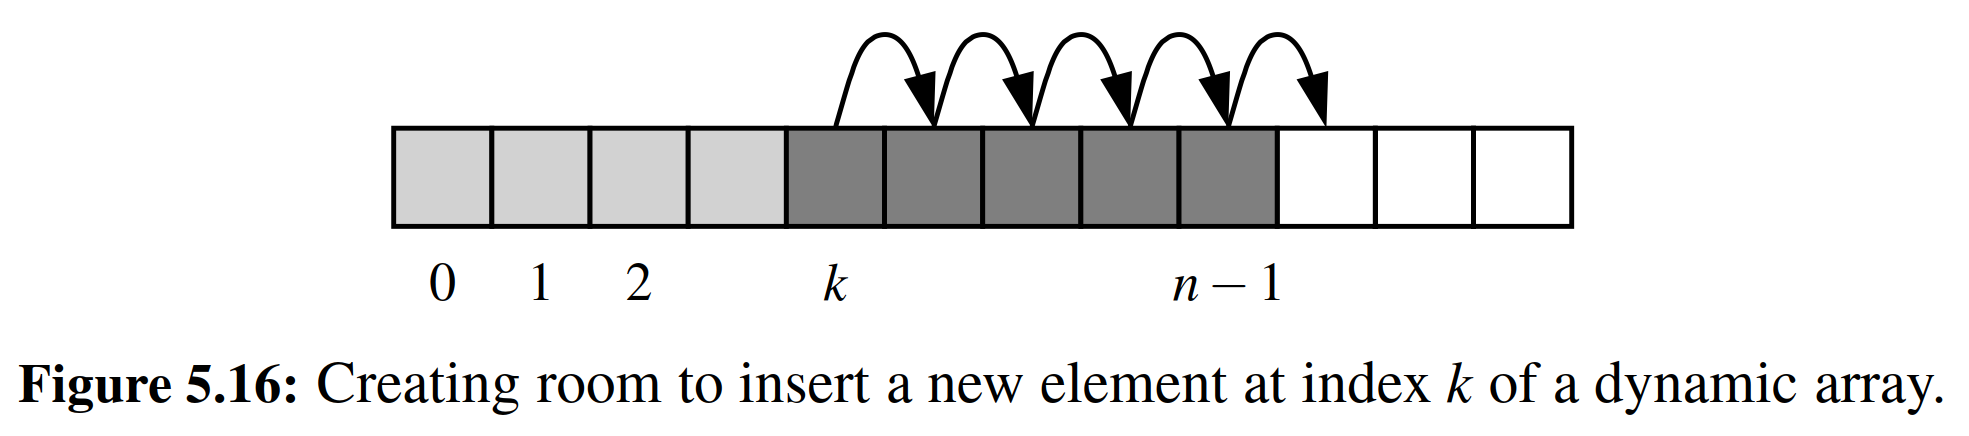 0 1 2 k n − 1
Figure 5.16: Creating room to insert a new element at index k of a dynamic array.